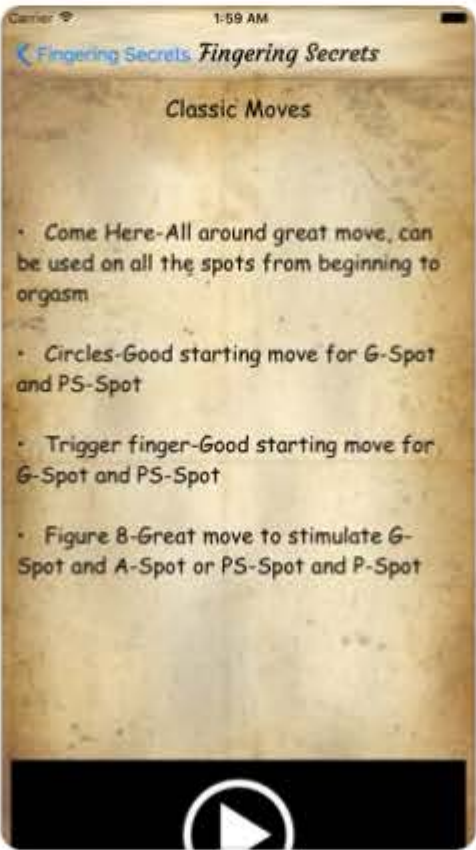 Carrier 1:59 AM
Fingering Secrets Fingering Secrets
Classic Moves
• Come Here-All around great move, can
be used on all the spots from beginning to
orgasm
• Circles-Good starting move for G-Spot
and PS-Spot
• Trigger finger-Good starting move for
G-Spot and PS-Spot
• Figure 8-Great move to stimulate G-
Spot and A-Spot or PS-Spot and P-Spot